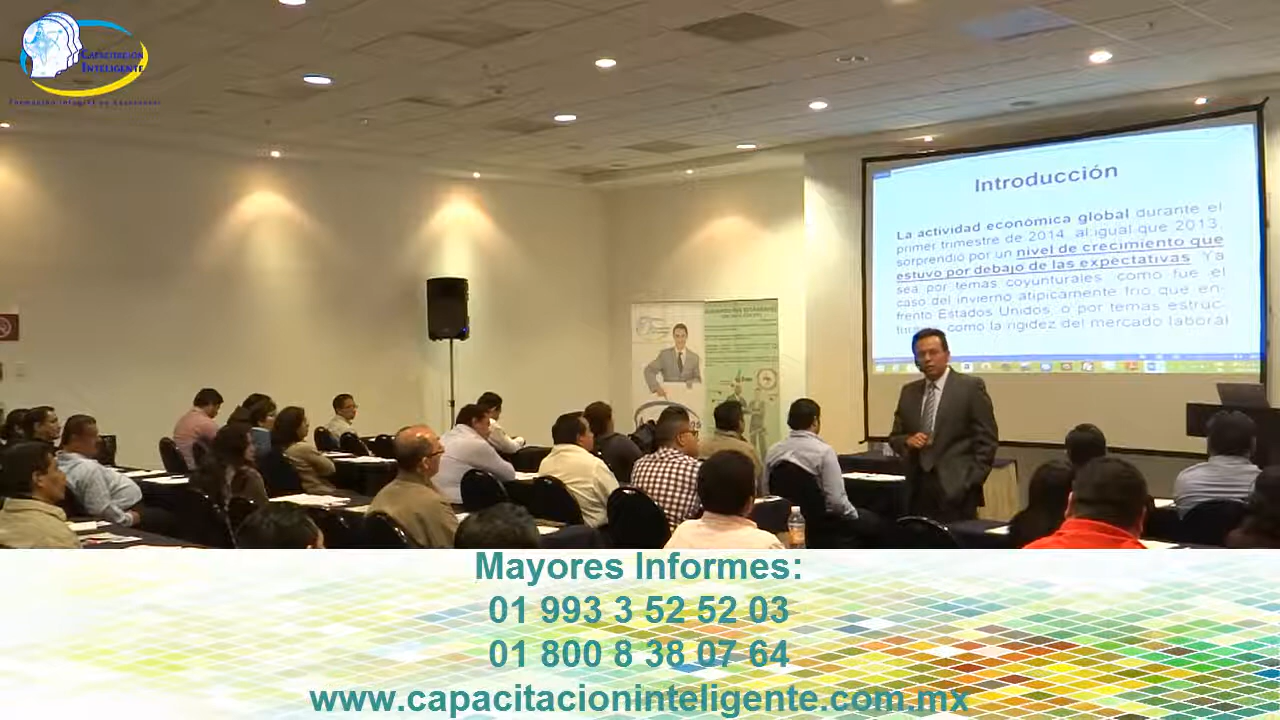 CAPACITACIÓN
INTELIGENTE
Introducción
La actividad económica global durante el
primer trimestre de 2014, al igual que 2013,
sorprendió por un nivel de crecimiento que
estuvo por debajo de las expectativas. Ya
sea por temas coyunturales, como fue el
caso del invierno atípicamente frío que en-
frentó Estados Unidos, o por temas estruc-
como la rigidez del mercado laboral
Mayores Informes:
01 993 3 52 52 03
01 800 8 38 07 64
www.capacitacioninteligente.com.mx